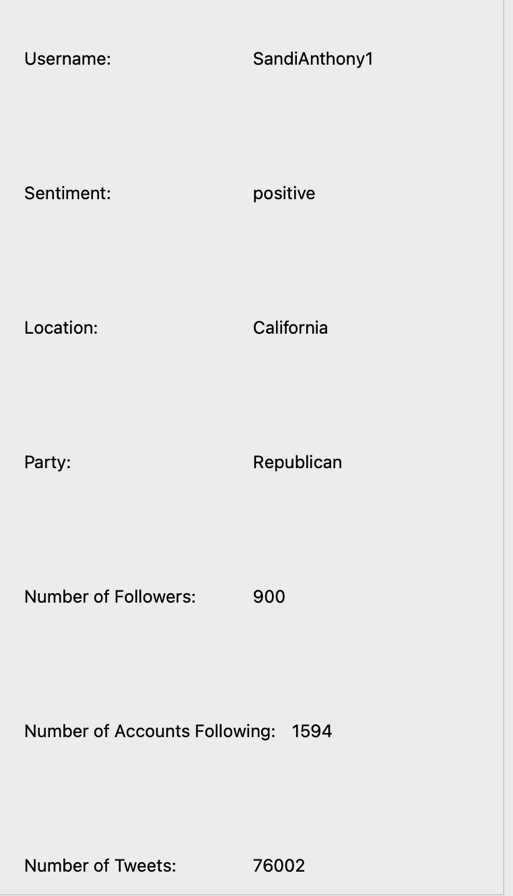 Username: SandiAnthony1
Sentiment: positive
Location: California
Party: Republican
Number of Followers: 900
Number of Accounts Following: 1594
Number of Tweets: 76002